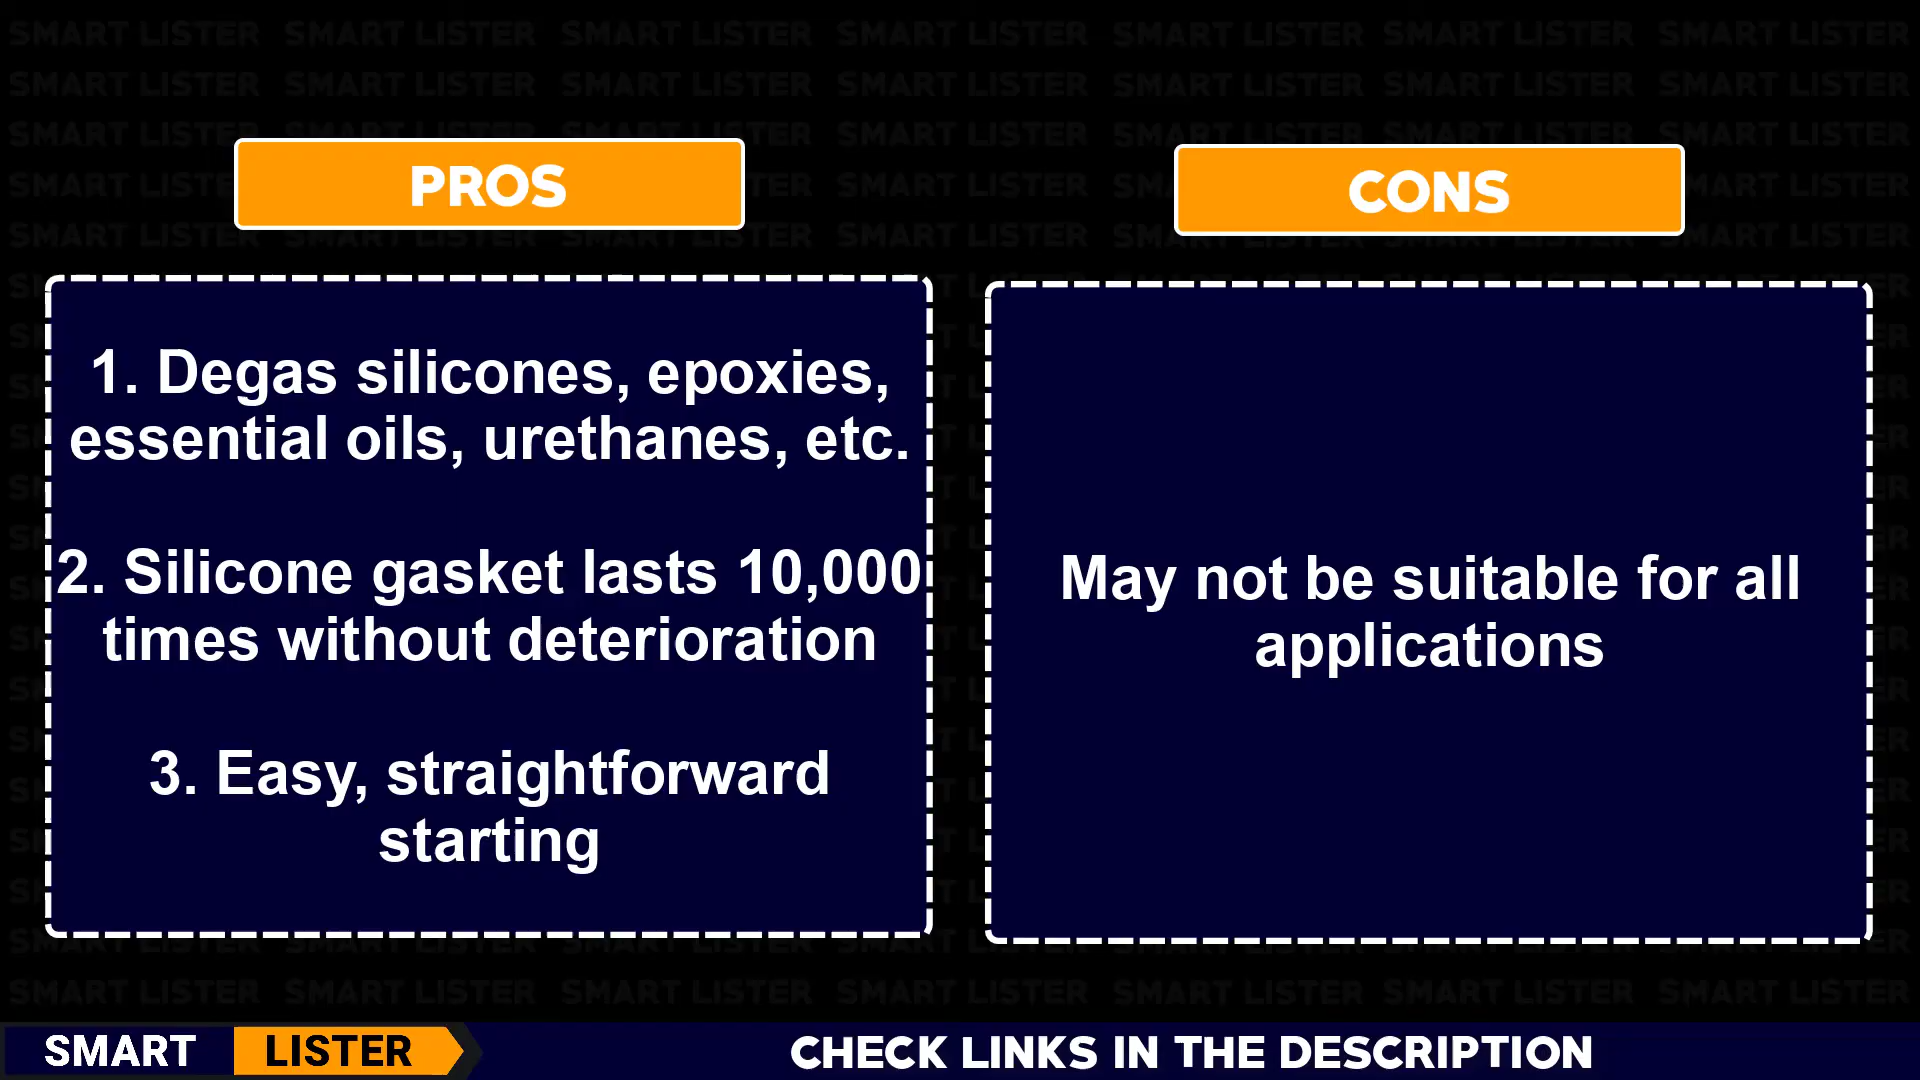 PROS
1. Degas silicones, epoxies,
essential oils, urethanes, etc.
2. Silicone gasket lasts 10,000
times without deterioration
3. Easy, straightforward
starting
CONS
May not be suitable for all
applications
SMART LISTER
CHECK LINKS IN THE DESCRIPTION